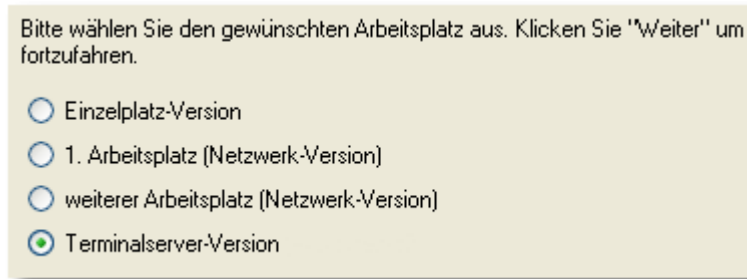 Bitte wählen Sie den gewünschten Arbeitsplatz aus. Klicken Sie "Weiter" um
fortzufahren.
Einzelplatz-Version
1. Arbeitsplatz (Netzwerk-Version)
weiterer Arbeitsplatz (Netzwerk-Version)
Terminalserver-Version